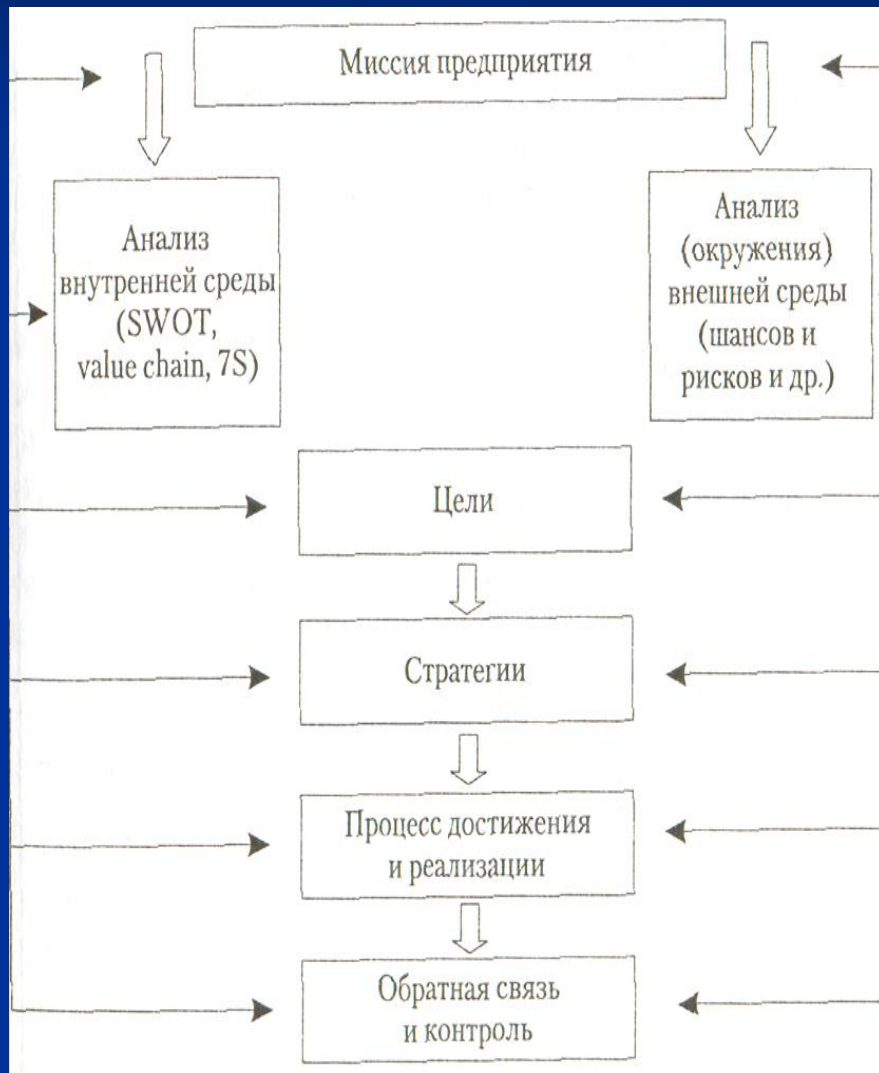 Миссия предприятия
Анализ
внутренней среды
(SWOT,
value chain, 7S)
Анализ
(окружения)
внешней среды
(шансов и
рисков и др.)
Цели
Стратегии
Процесс достижения
и реализации
Обратная связь
и контроль